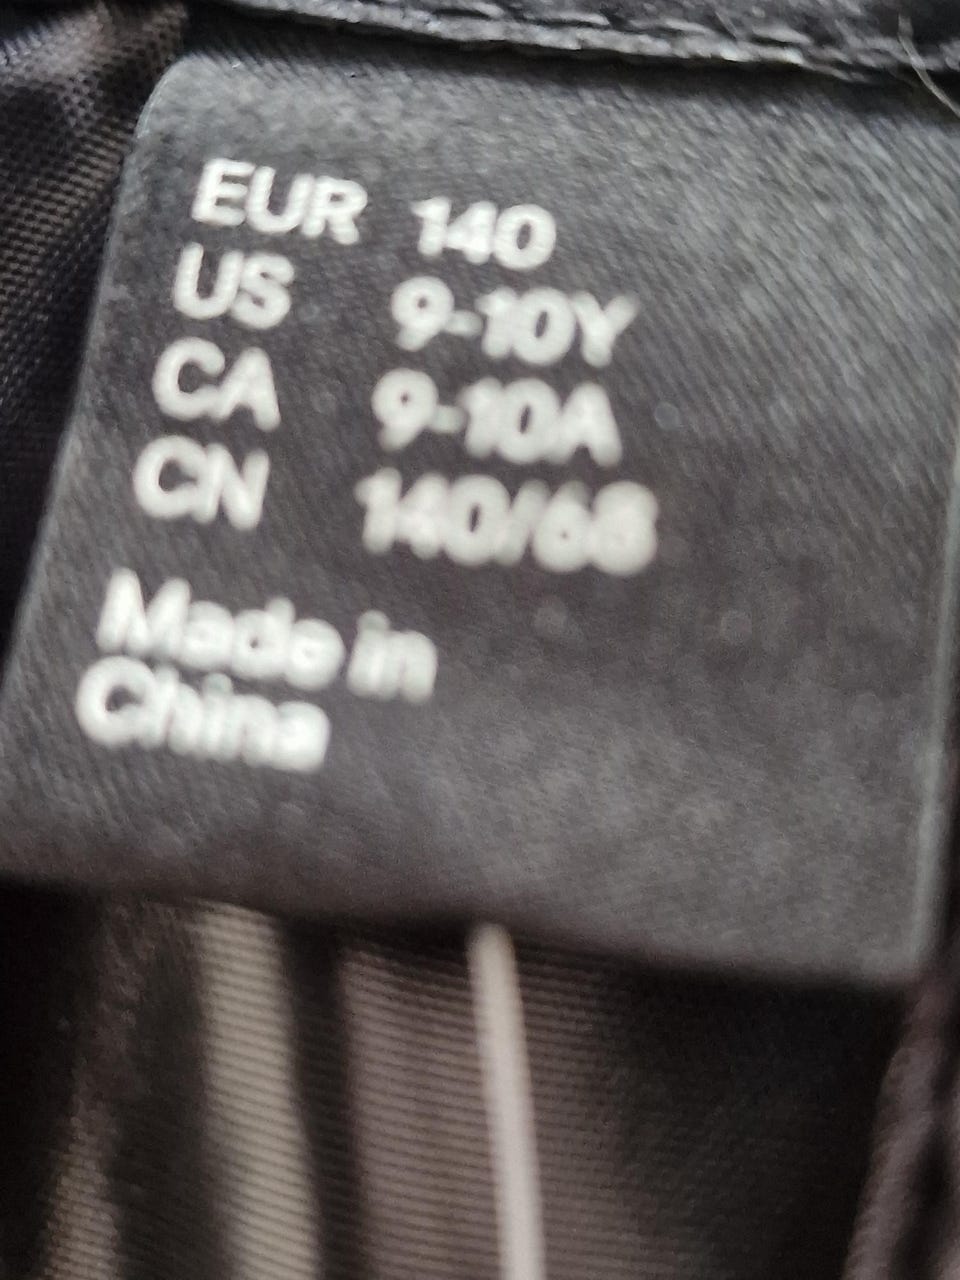 EUR 140
US 9-10Y
CA 9-10A
CN 140/68
Made in
China